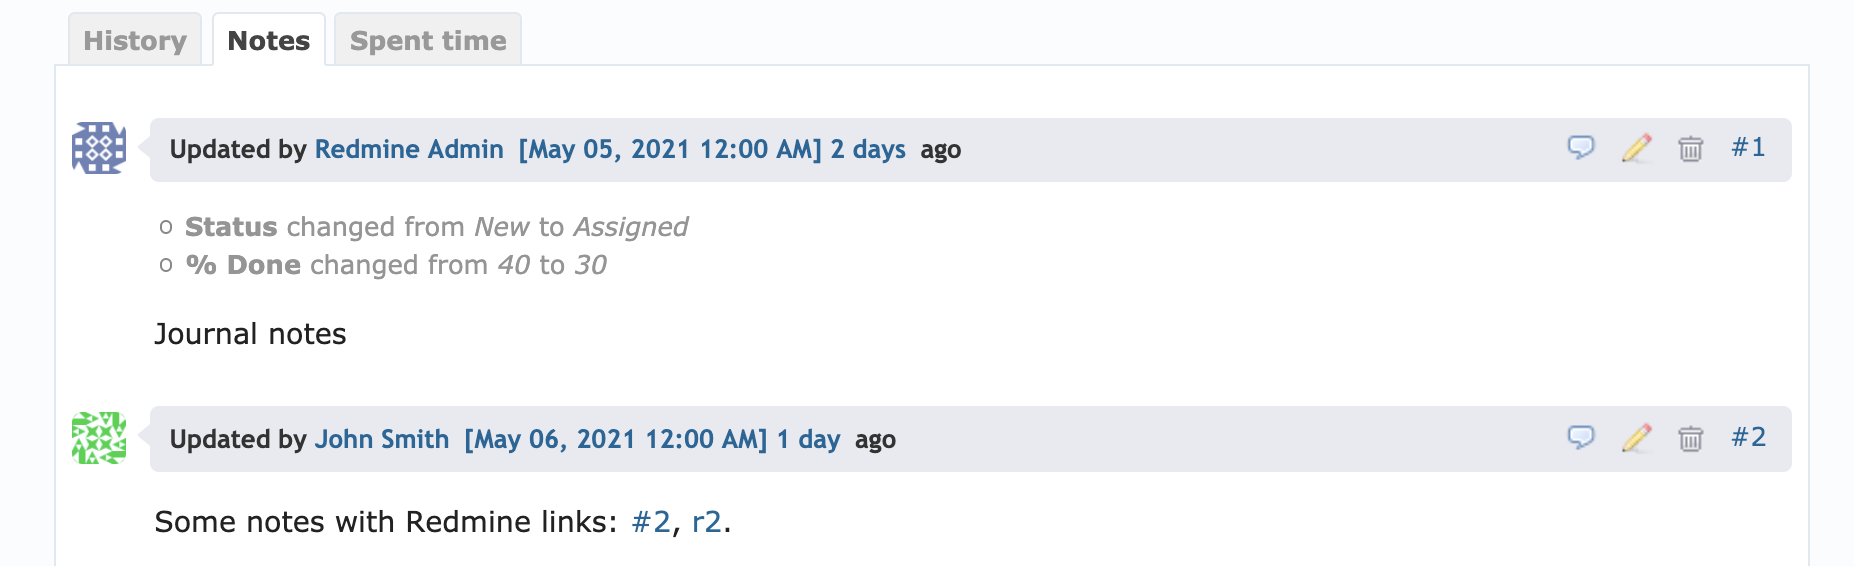 History Notes Spent time
Updated by Redmine Admin [May 05, 2021 12:00 AM] 2 days ago #1
Status changed from New to Assigned
% Done changed from 40 to 30
Journal notes
Updated by John Smith [May 06, 2021 12:00 AM] 1 day ago #2
Some notes with Redmine links: #2, r2.